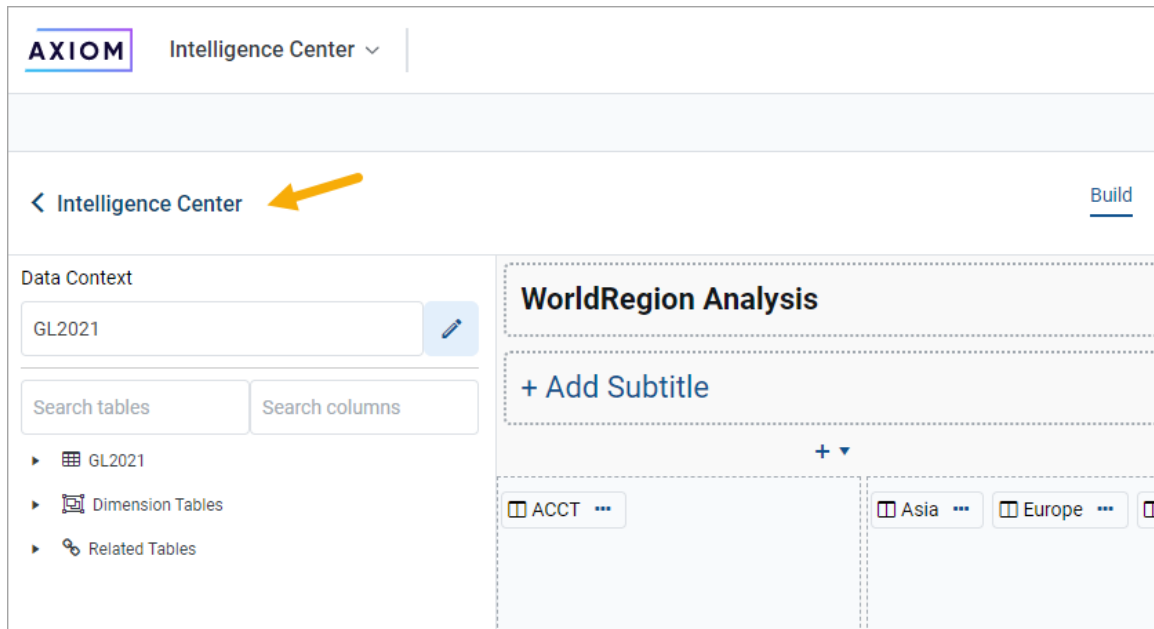 AXIOM
Intelligence Center
Intelligence Center
Build
Data Context
GL2021
Search tables
Search columns
GL2021
Dimension Tables
Related Tables
WorldRegion Analysis
+ Add Subtitle
+
ACCT ...
Asia ...
Europe ...